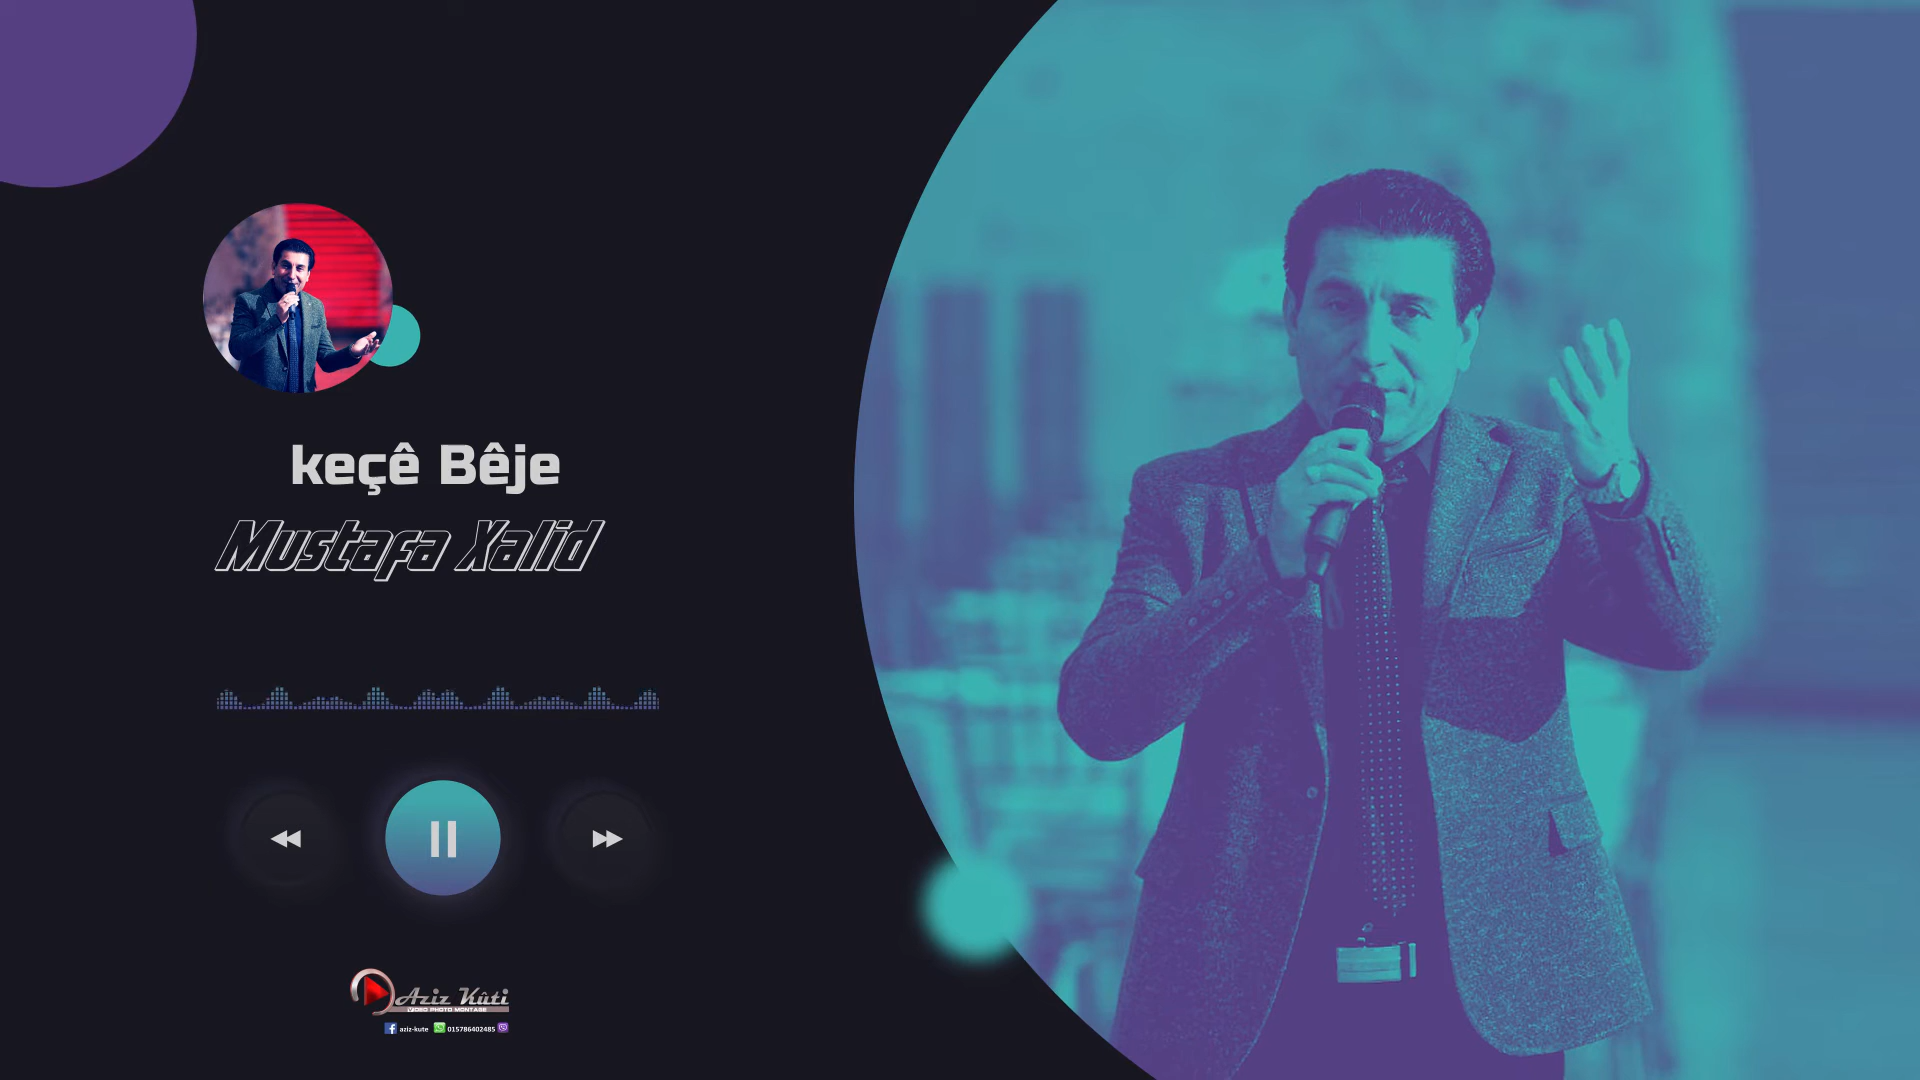 keçê Bêje
Mustafa Xalid
Aziz Kûti
VIDEO PHOTO MONTAGE
aziz-kute 015786402485